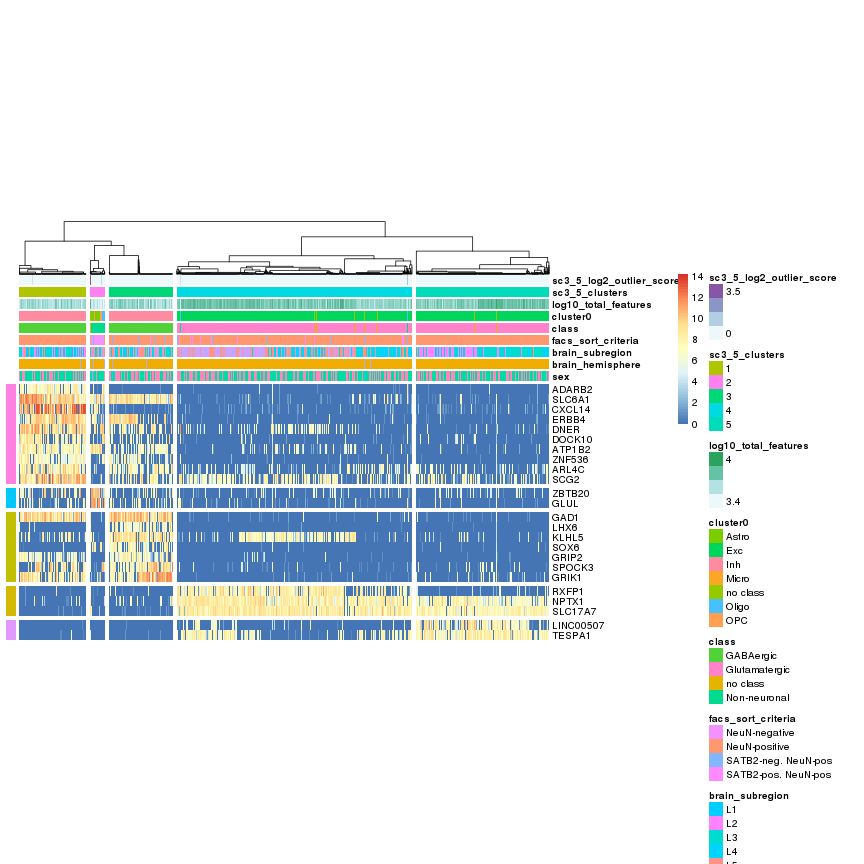 sc3_5_log2_outlier_score
sc3_5_clusters
log10_total_features
cluster0
class
facs_sort_criteria
brain_subregion
brain_hemisphere
sex
ADARB2
SLC6A1
CXCL14
ERBB4
DNER
DOCK10
ATP1B2
ZNF536
ARL4C
SCG2
ZBTB20
GLUL
GAD1
LHX6
KLHL5
SOX6
GRIP2
SPOCK3
GRIK1
RXFP1
NPTX1
SLC17A7
LINC00507
TESPA1
14
12
10
8
6
4
2
0
sc3_5_log2_outlier_score
3.5
0
sc3_5_clusters
1
2
3
4
5
log10_total_features
4
3.4
cluster0
Astro
Exc
Inh
Micro
no class
Oligo
OPC
class
GABAergic
Glutamatergic
no class
Non-neuronal
facs_sort_criteria
NeuN-negative
NeuN-positive
SATB2-neg. NeuN-pos
SATB2-pos. NeuN-pos
brain_subregion
L1
L2
L3
L4